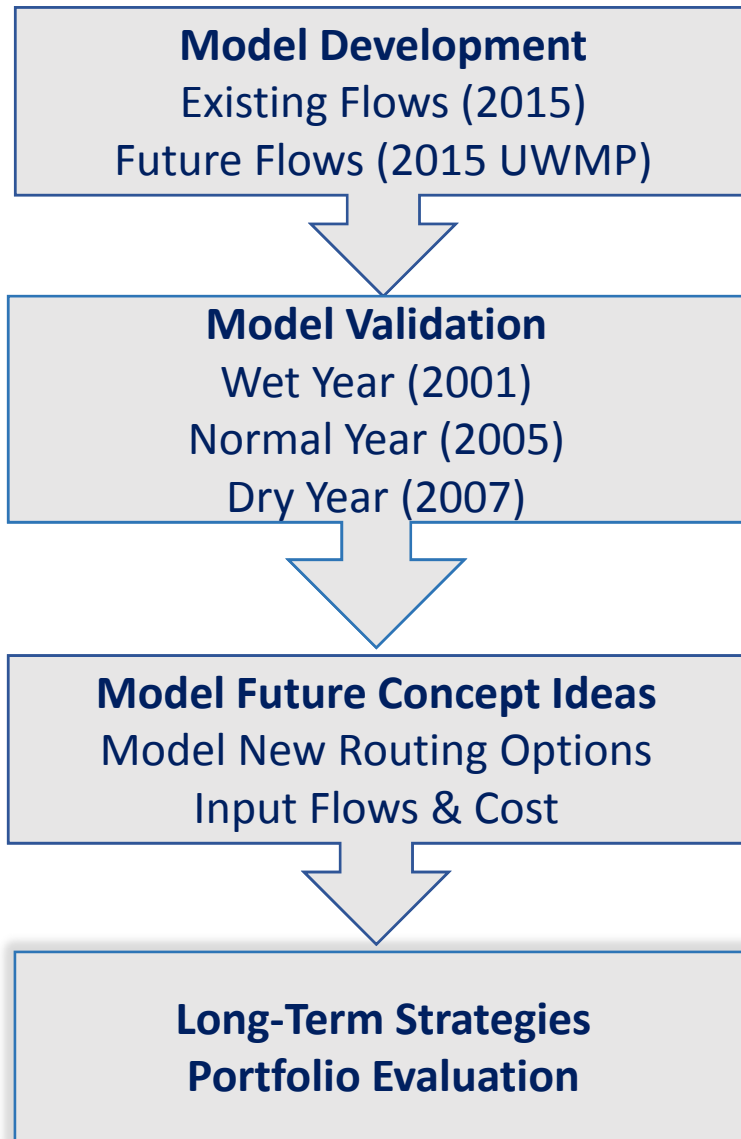 Model Development
Existing Flows (2015)
Future Flows (2015 UWMP)
Model Validation
Wet Year (2001)
Normal Year (2005)
Dry Year (2007)
Model Future Concept Ideas
Model New Routing Options
Input Flows & Cost
Long-Term Strategies
Portfolio Evaluation